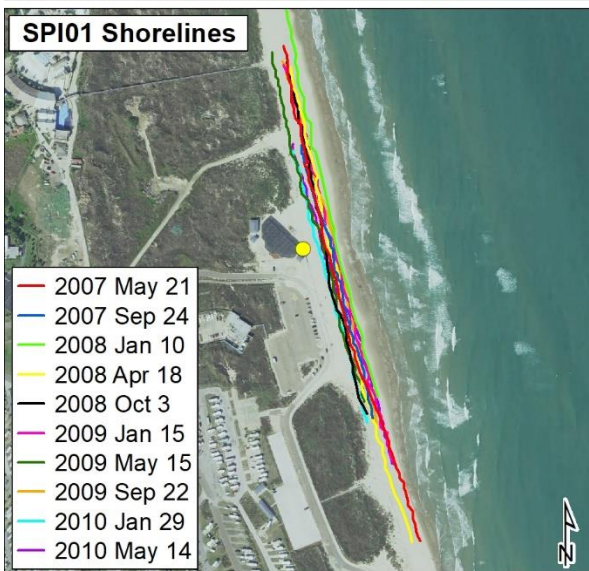 SPI01 Shorelines
2007 May 21
2007 Sep 24
2008 Jan 10
2008 Apr 18
2008 Oct 3
2009 Jan 15
2009 May 15
2009 Sep 22
2010 Jan 29
2010 May 14
N